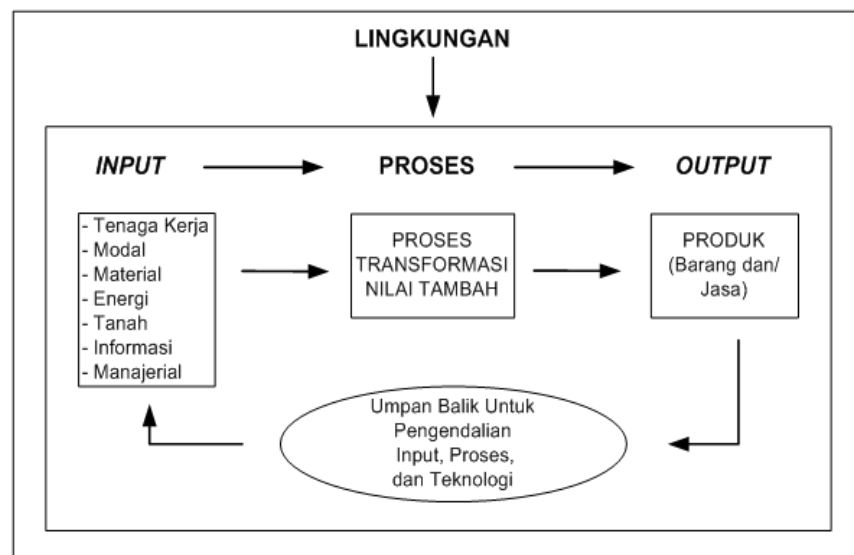 LINGKUNGAN
INPUT
PROSES
OUTPUT
- Tenaga Kerja
- Modal
- Material
- Energi
- Tanah
- Informasi
- Manajerial
PROSES
TRANSFORMASI
NILAI TAMBAH
PRODUK
(Barang dan/
Jasa)
Umpan Balik Untuk
Pengendalian
Input, Proses,
dan Teknologi